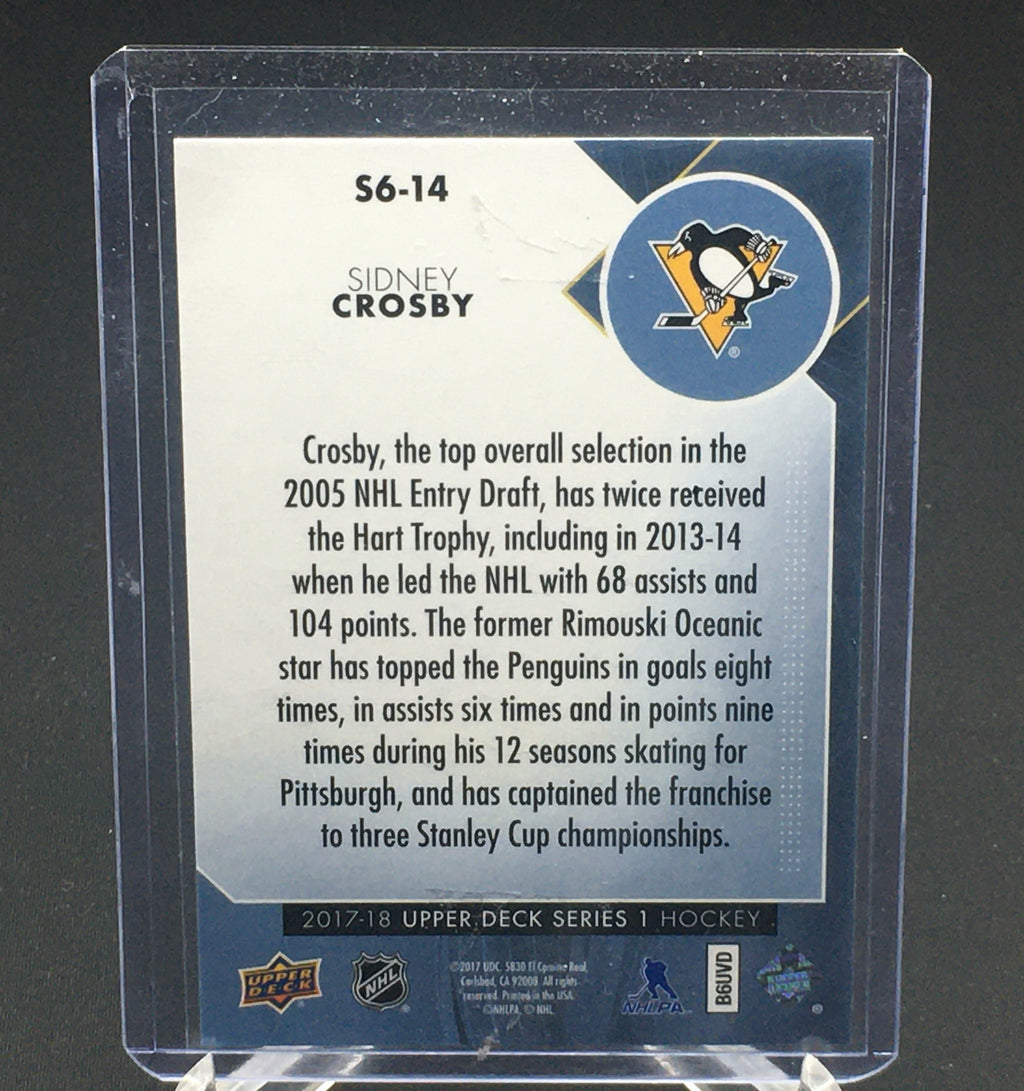 S6-14
SIDNEY
CROSBY
®
Crosby, the top overall selection in the
2005 NHL Entry Draft, has twice received
the Hart Trophy, including in 2013-14
when he led the NHL with 68 assists and
104 points. The former Rimouski Oceanic
star has topped the Penguins in goals eight
times, in assists six times and in points nine
times during his 12 seasons skating for
Pittsburgh, and has captained the franchise
to three Stanley Cup championships.
2017-18 UPPER DECK SERIES 1 HOCKEY
UPPER
DECK
NHL
®
©2017 UDC. 5830 El Camino Real,
Carlsbad, CA 92008. All rights
reserved. Printed in the USA.
©NHLPA. © NHL
NHLPA
B6UVD
®